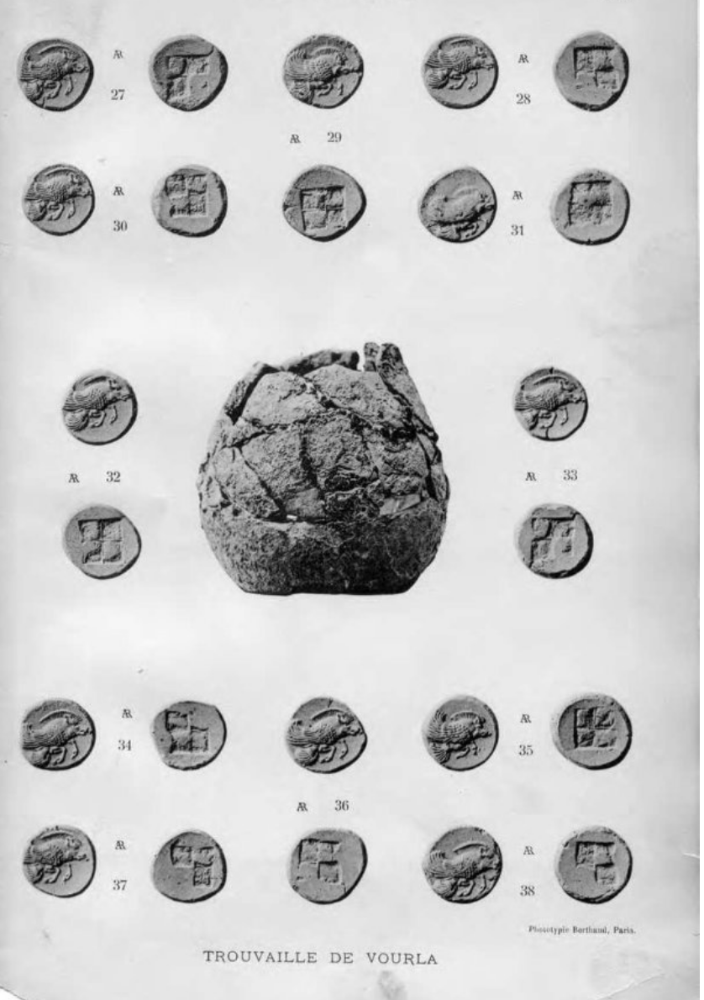 AR
AR
27
28
AR 29
AR
AR
30
31
AR 32
AR 33
AR
AR
34
35
AR 36
AR
AR
37
38
Phototypie Berthaud, Paris.
TROUVAILLE DE VOURLA